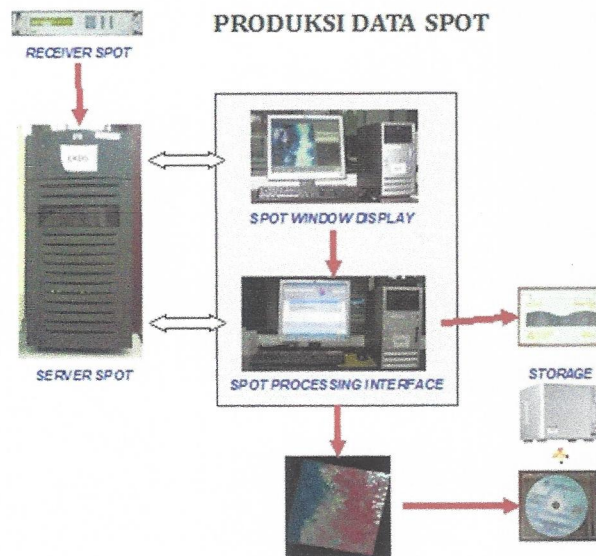 PRODUKSI DATA SPOT
RECEIVER SPOT
SPOT WINDOW DISPLAY
SERVER SPOT
SPOT PROCESSING INTERFACE
STORAGE